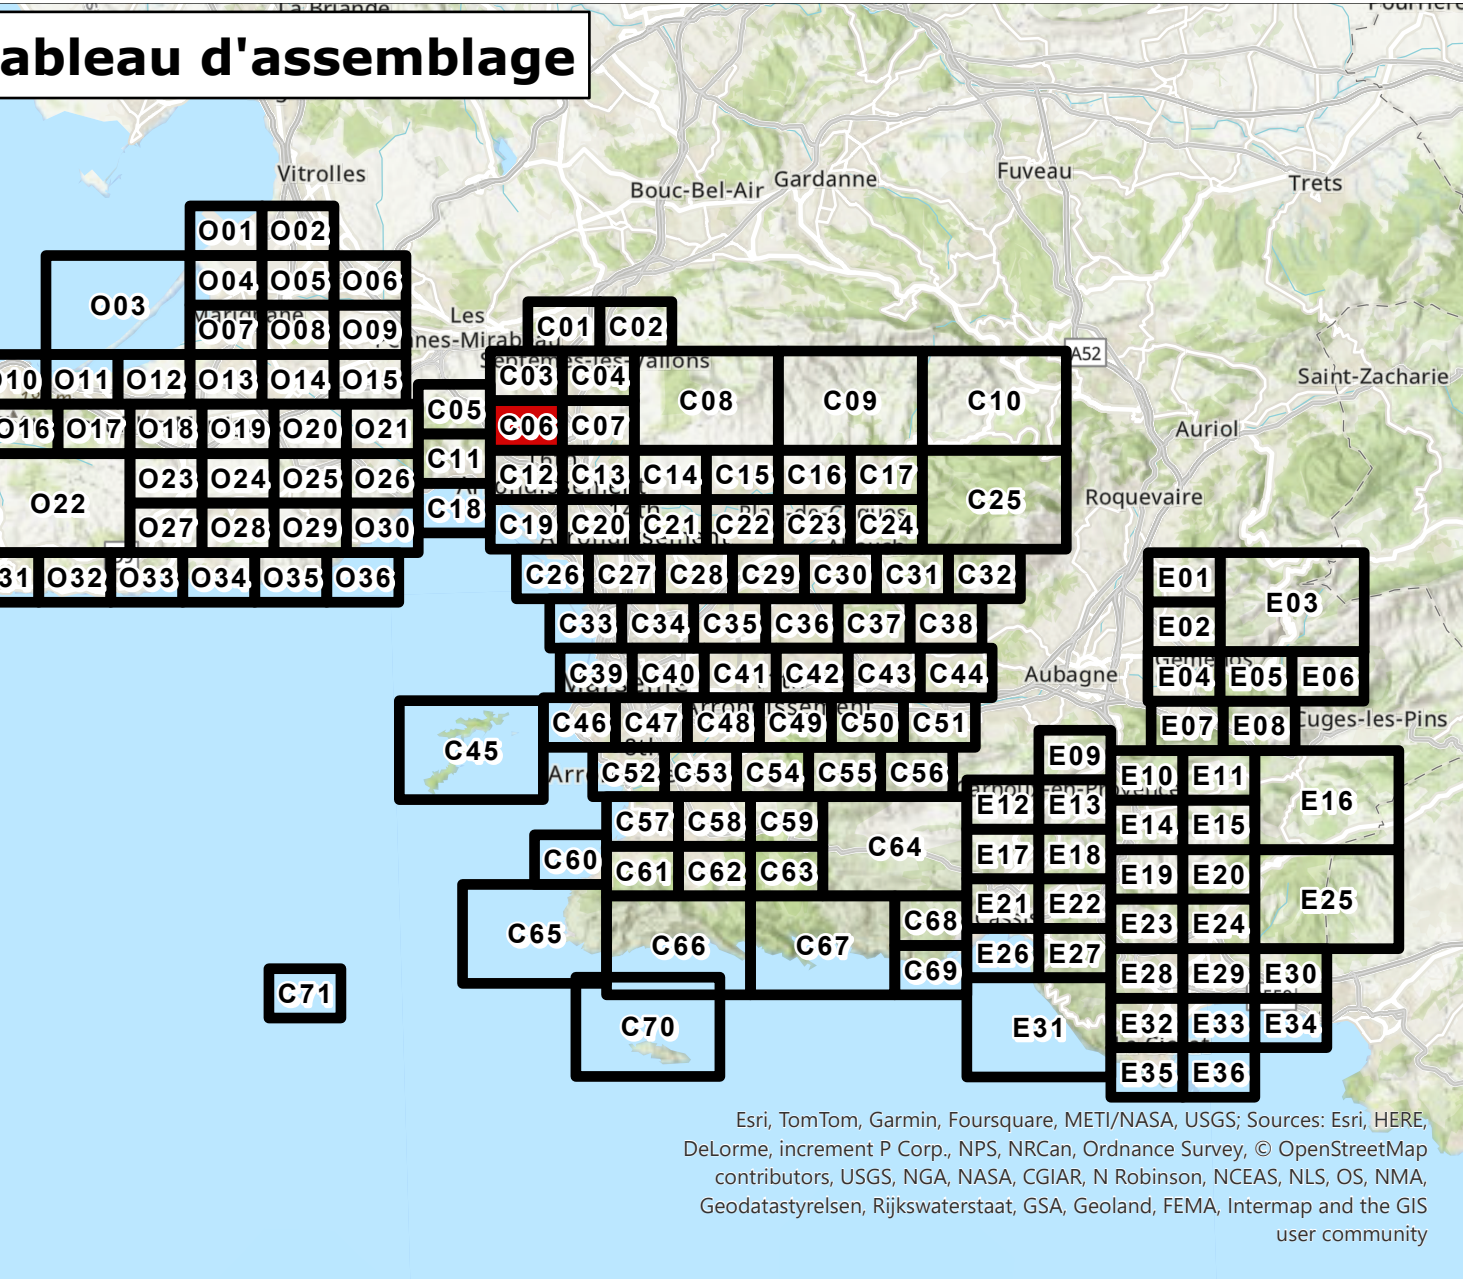 La Briande
ableau d'assemblage
Vitrolles
Bouc-Bel-Air
Gardanne
Fuveau
Trets
O01 O02
O04 O05 O06
O03
O07 O08 O09
Les
C01 C02
A52
O11 O12 O13 O14 O15
C03 C04
C05
C08 C09 C10
Saint-Zacharie
O16 O17 O18 O19 O20 O21
C06 C07
Auriol
C11
O22
O23 O24 O25 O26
C12 C13 C14 C15 C16 C17
C25
Roquevaire
C18
O27 O28 O29 O30
C19 C20 C21 C22 C23 C24
31 O32 O33 O34 O35 O36
C26 C27 C28 C29 C30 C31 C32
E01
E03
E02
C33 C34 C35 C36 C37 C38
C39 C40 C41 C42 C43 C44
Aubagne
E04 E05 E06
C45
C46 C47 C48 C49 C50 C51
E07 E08
Cuges-les-Pins
E09
C52 C53 C54 C55 C56
E10 E11
E16
E12 E13
C57 C58 C59
C64
E14 E15
C60
E17 E18
C61 C62 C63
E19 E20
E25
E21 E22
C68
E23 E24
C65 C66 C67
C69
E26 E27
E28 E29 E30
C71
C70
E31
E32 E33 E34
E35 E36
Esri, TomTom, Garmin, Foursquare, METI/NASA, USGS; Sources: Esri, HERE,
DeLorme, increment P Corp., NPS, NRCan, Ordnance Survey, © OpenStreetMap
contributors, USGS, NGA, NASA, CGIAR, N Robinson, NCEAS, NLS, OS, NMA,
Geodatastyrelsen, Rijkswaterstaat, GSA, Geoland, FEMA, Intermap and the GIS
user community